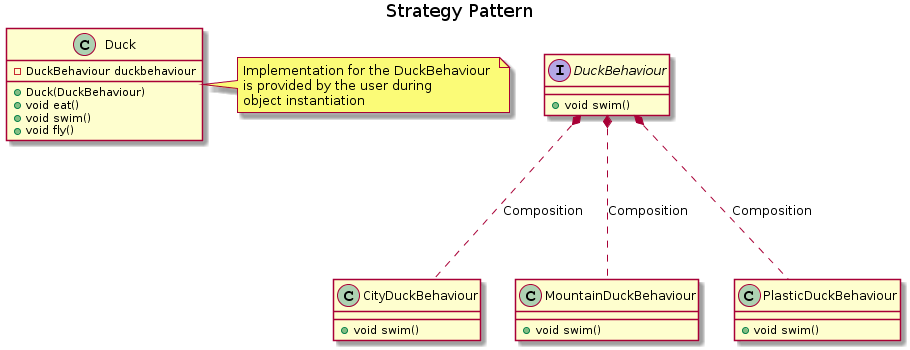 Strategy Pattern
C Duck
DuckBehaviour duckbehaviour
Duck(DuckBehaviour)
void eat()
void swim()
void fly()
Implementation for the DuckBehaviour
is provided by the user during
object instantiation
I DuckBehaviour
void swim()
Composition
Composition
Composition
C CityDuckBehaviour
void swim()
C MountainDuckBehaviour
void swim()
C PlasticDuckBehaviour
void swim()